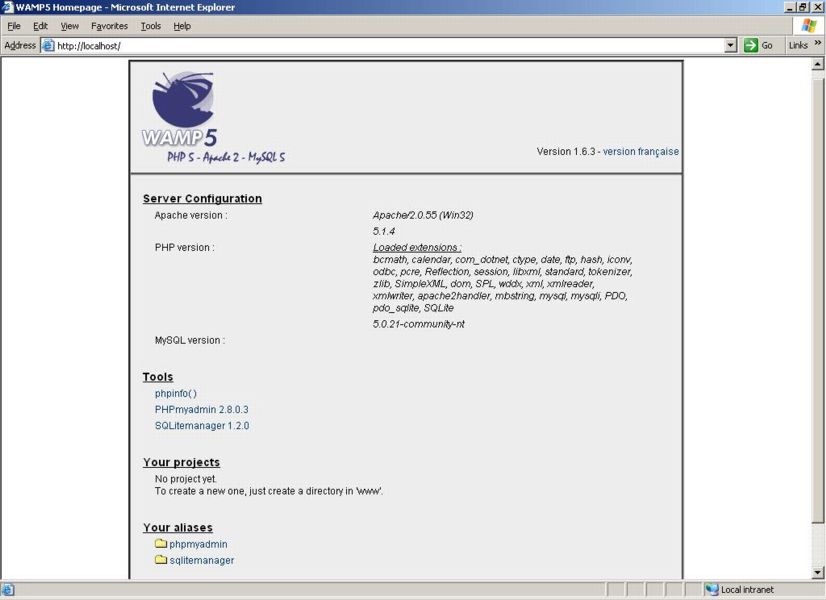 WAMP5 Homepage - Microsoft Internet Explorer
File Edit View Favorites Tools Help
Address http://localhost/ Go Links »
WAMP5
PHP 5 - Apache 2 - MySQL 5
Version 1.6.3 - version française
Server Configuration
Apache version : Apache/2.0.55 (Win32)
5.1.4
PHP version : Loaded extensions :
bcmath, calendar, com_dotnet, ctype, date, ftp, hash, iconv,
odbc, pcre, Reflection, session, libxml, standard, tokenizer,
zlib, SimpleXML, dom, SPL, wddx, xml, xmlreader,
xmlwriter, apache2handler, mbstring, mysql, mysqli, PDO,
pdo_sqlite, SQLite
5.0.21-community-nt
MySQL version :
Tools
phpinfo()
PHPmyadmin 2.8.0.3
SQLitemanager 1.2.0
Your projects
No project yet.
To create a new one, just create a directory in 'www'.
Your aliases
phpmyadmin
sqlitemanager
Local intranet